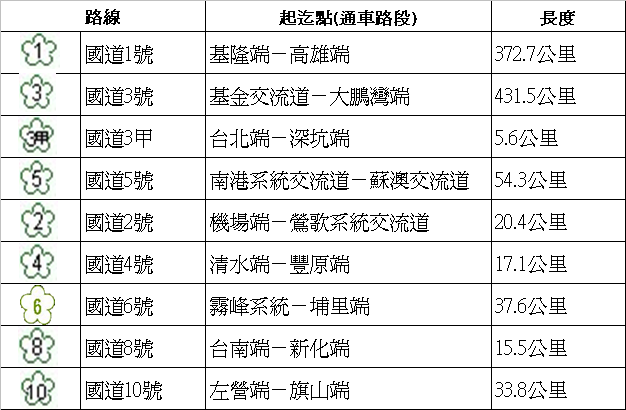 路線 起迄點(通車路段) 長度
1 國道1號 基隆端－高雄端 372.7公里
3 國道3號 基金交流道－大鵬灣端 431.5公里
3甲 國道3甲 台北端－深坑端 5.6公里
5 國道5號 南港系統交流道－蘇澳交流道 54.3公里
2 國道2號 機場端－鶯歌系統交流道 20.4公里
4 國道4號 清水端－豐原端 17.1公里
6 國道6號 霧峰系統－埔里端 37.6公里
8 國道8號 台南端－新化端 15.5公里
10 國道10號 左營端－旗山端 33.8公里